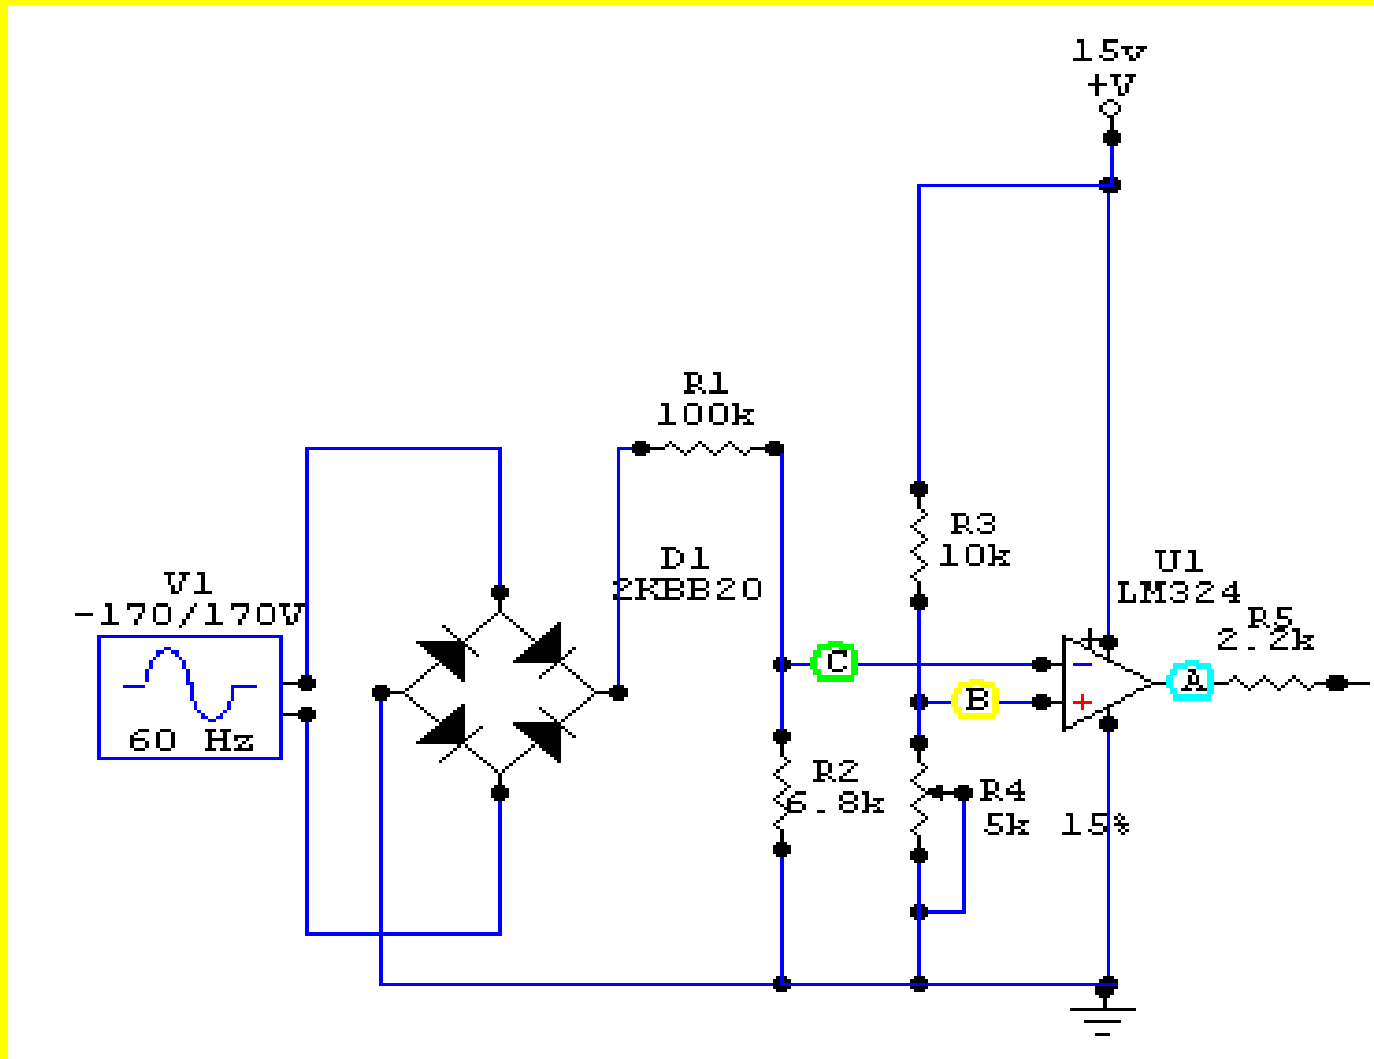 15v
+V
R1
100k
R3
10k
D1
2KBB20
U1
LM324
V1
-170/170V
R5
2.2k
C
-
A
B
+
60 Hz
R2
6.8k
R4
5k 15%